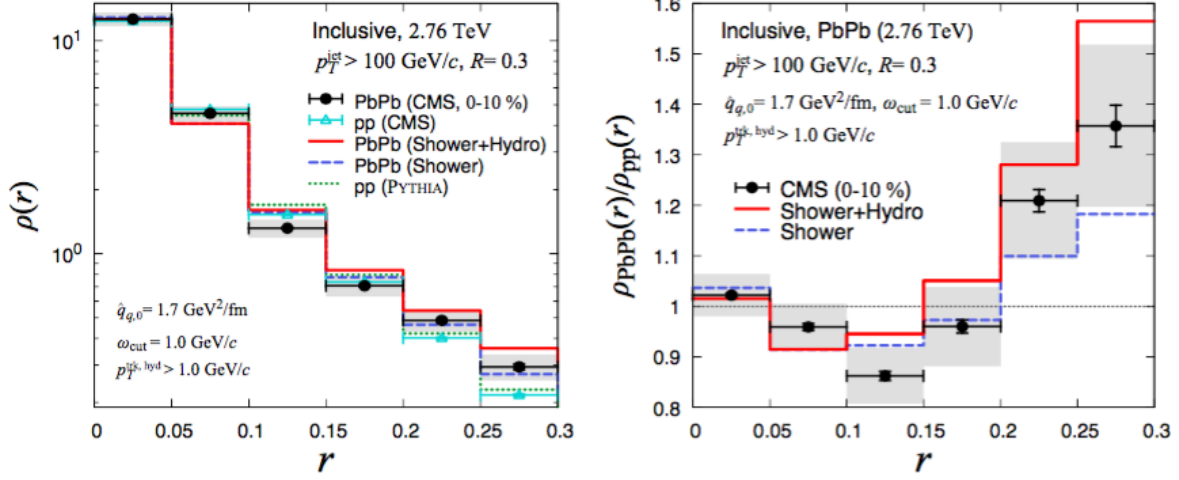 Inclusive, 2.76 TeV
p_T^jet > 100 GeV/c, R= 0.3
PbPb (CMS, 0-10 %)
pp (CMS)
PbPb (Shower+Hydro)
PbPb (Shower)
pp (PYTHIA)
q̂_q,0 = 1.7 GeV²/fm
ω_cut = 1.0 GeV/c
p_T^trk, hyd > 1.0 GeV/c
ρ(r)
10¹
10⁰
0 0.05 0.1 0.15 0.2 0.25 0.3
r
Inclusive, PbPb (2.76 TeV)
p_T^jet > 100 GeV/c, R= 0.3
q̂_q,0 = 1.7 GeV²/fm, ω_cut = 1.0 GeV/c
p_T^trk, hyd > 1.0 GeV/c
CMS (0-10 %)
Shower+Hydro
Shower
ρ_PbPb(r)/ρ_pp(r)
1.6
1.5
1.4
1.3
1.2
1.1
1
0.9
0.8
0 0.05 0.1 0.15 0.2 0.25 0.3
r